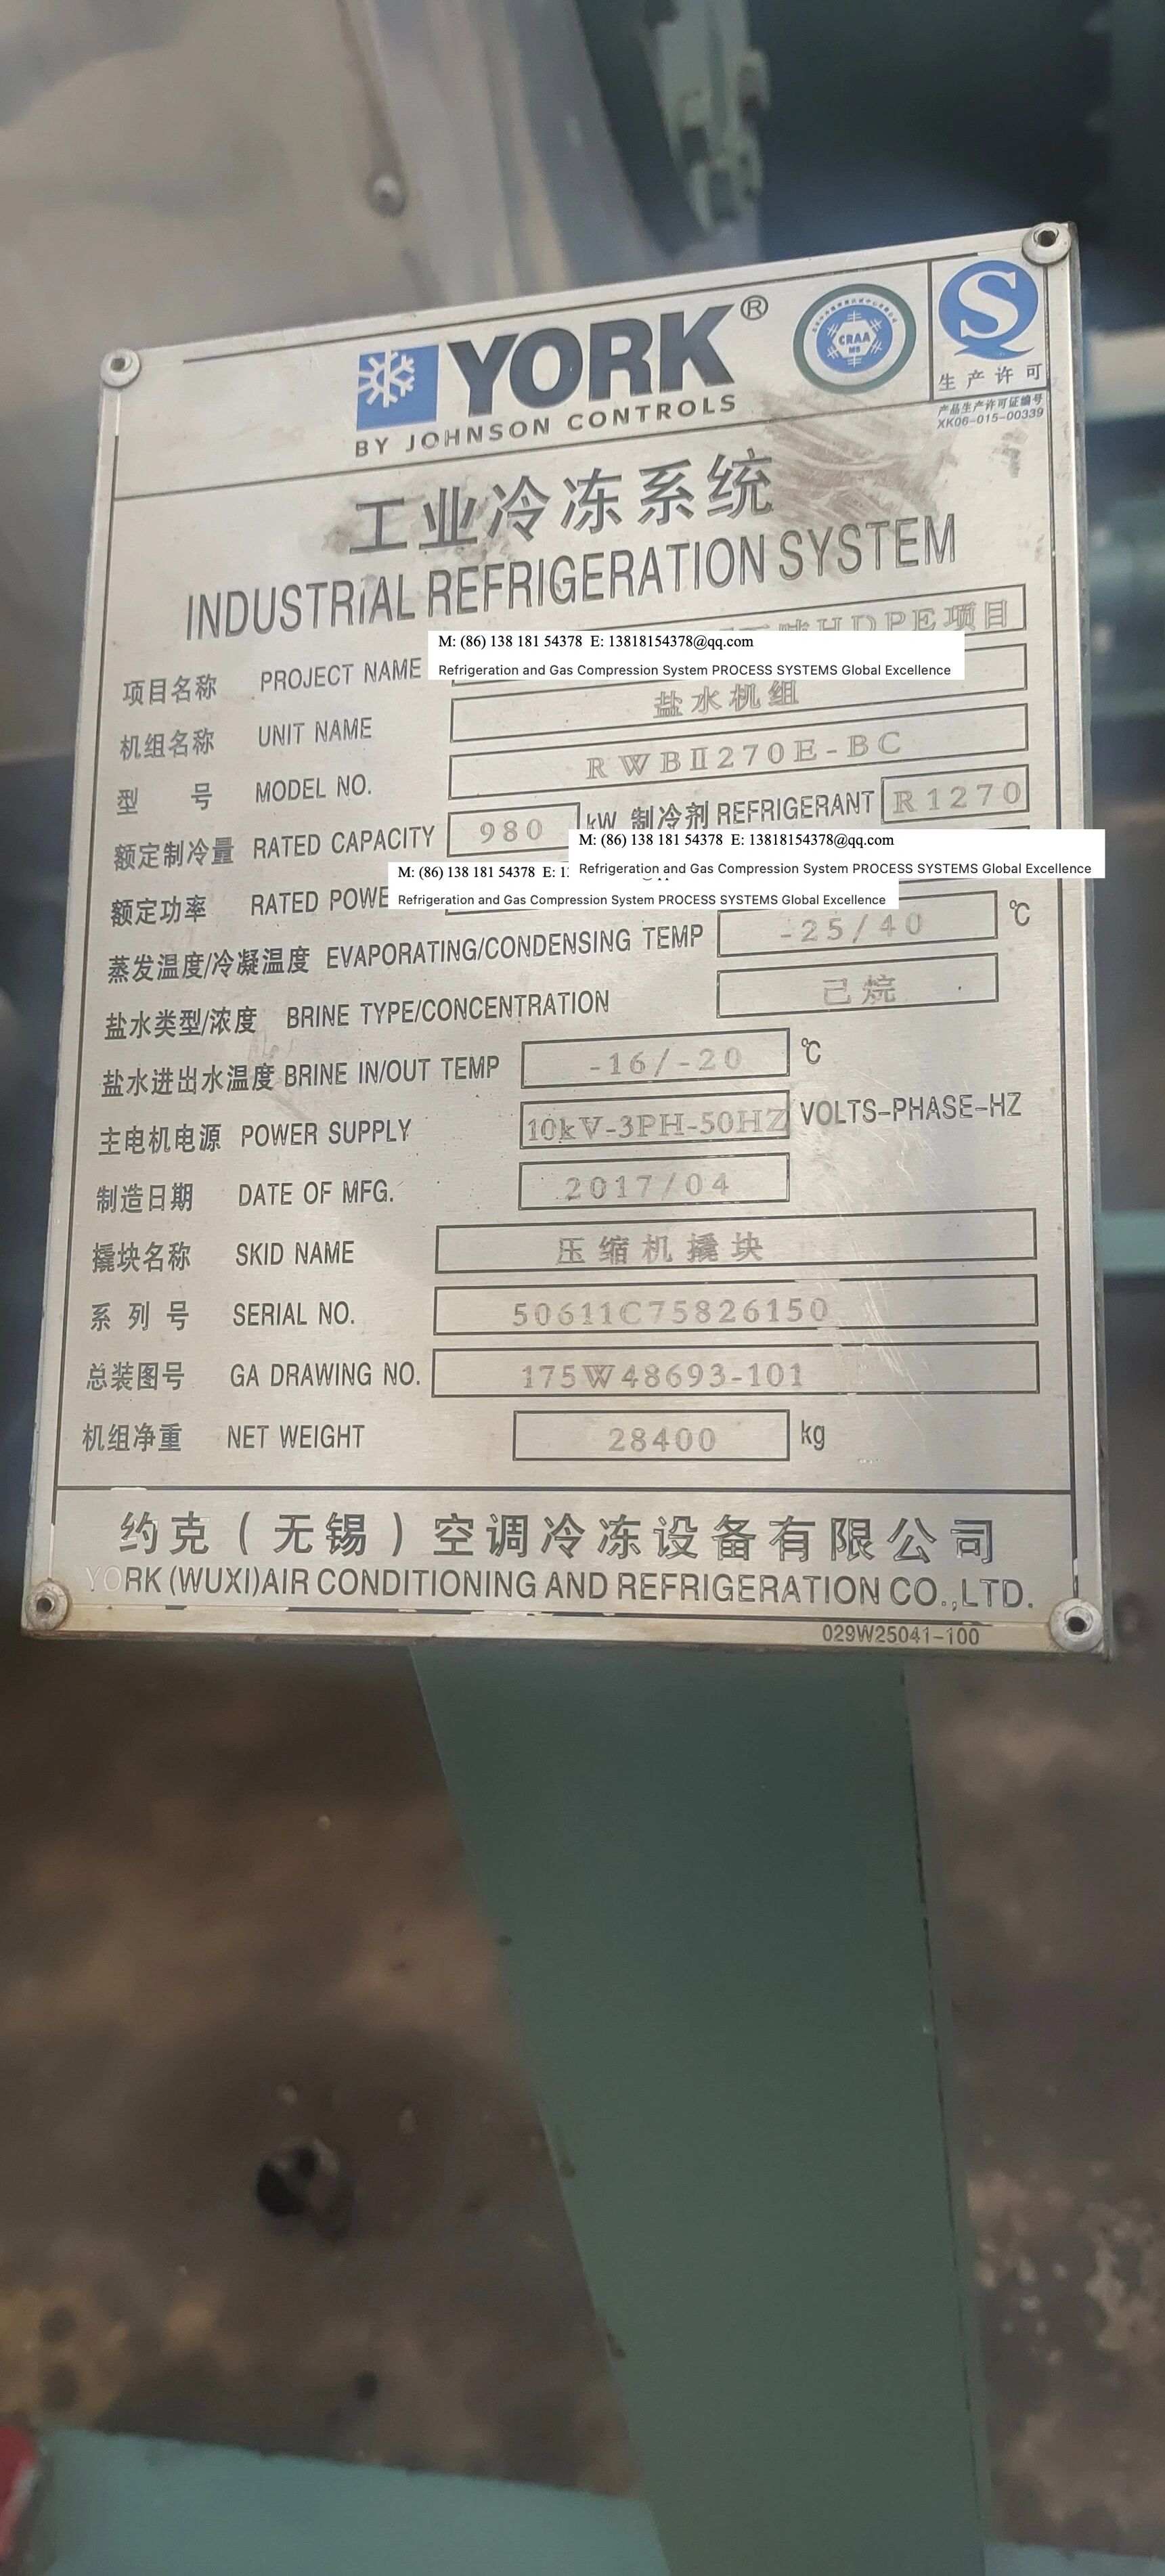 YORK®
BY JOHNSON CONTROLS
CRAA
S
生产许可
产品生产许可证编号
XK06-015-00339
工业冷冻系统
INDUSTRIAL REFRIGERATION SYSTEM
项目名称 PROJECT NAME HDPE项目
M: (86) 138 181 54378 E: 13818154378@qq.com
Refrigeration and Gas Compression System PROCESS SYSTEMS Global Excellence
机组名称 UNIT NAME 盐水机组
型 号 MODEL NO. RWBⅡ270E-BC
额定制冷量 RATED CAPACITY 980 kW 制冷剂 REFRIGERANT R1270
M: (86) 138 181 54378 E: 13818154378@qq.com
Refrigeration and Gas Compression System PROCESS SYSTEMS Global Excellence
额定功率 RATED POWE
M: (86) 138 181 54378 E:
Refrigeration and Gas Compression System PROCESS SYSTEMS Global Excellence
蒸发温度/冷凝温度 EVAPORATING/CONDENSING TEMP -25/40 ℃
盐水类型/浓度 BRINE TYPE/CONCENTRATION 己烷
盐水进出水温度 BRINE IN/OUT TEMP -16/-20 ℃
主电机电源 POWER SUPPLY 10kV-3PH-50HZ VOLTS-PHASE-HZ
制造日期 DATE OF MFG. 2017/04
撬块名称 SKID NAME 压缩机撬块
系列号 SERIAL NO. 50611C75826150
总装图号 GA DRAWING NO. 175W48693-101
机组净重 NET WEIGHT 28400 kg
约克(无锡)空调冷冻设备有限公司
YORK (WUXI)AIR CONDITIONING AND REFRIGERATION CO.,LTD.
029W25041-100